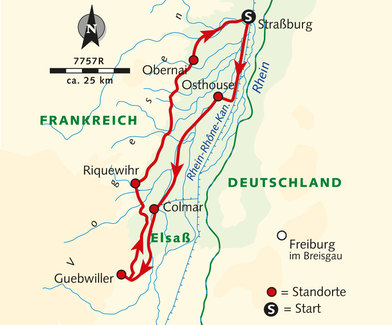 N
Straßburg
S
7757R
ca. 25 km
Obernai
Osthouse
Rhein
FRANKREICH
Rhein-Rhône-Kan.
Vogesen
Riquewihr
DEUTSCHLAND
Colmar
Elsaß
Freiburg
im Breisgau
Guebwiller
= Standorte
S = Start